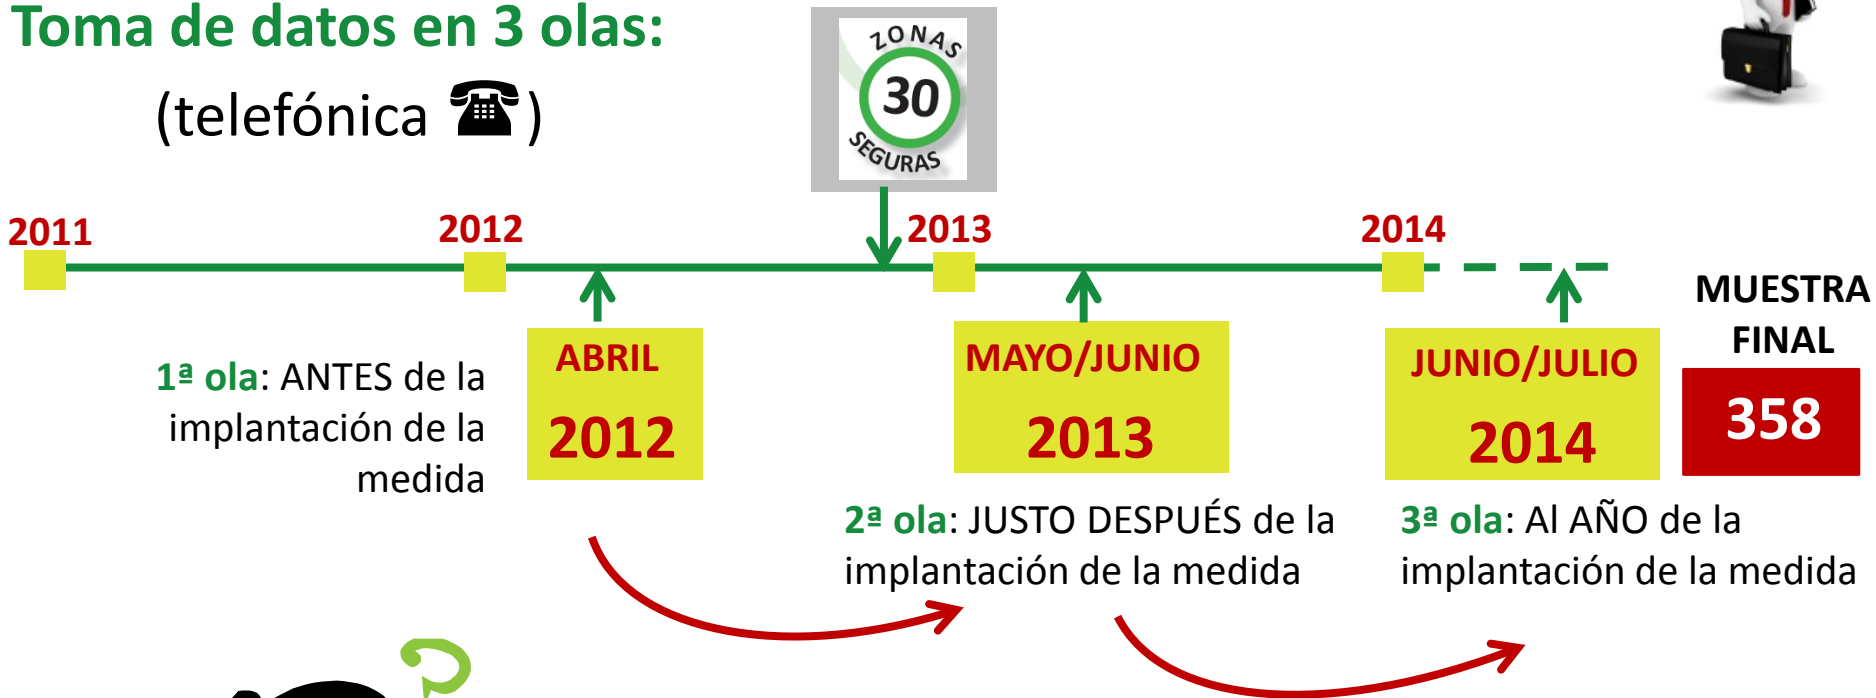 Toma de datos en 3 olas:
(telefónica ☎)
ZONAS
30
SEGURAS
2011
2012
2013
2014
1ª ola: ANTES de la
implantación de la
medida
ABRIL
2012
MAYO/JUNIO
2013
JUNIO/JULIO
2014
MUESTRA
FINAL
358
2ª ola: JUSTO DESPUÉS de la
implantación de la medida
3ª ola: Al AÑO de la
implantación de la medida